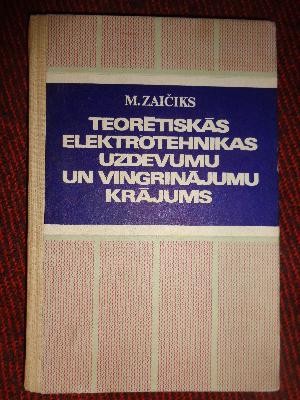 M. ZAIČIKS
TEORĒTISKĀS
ELEKTROTEHNIKAS
UZDEVUMU
UN VINGRINĀJUMU
KRĀJUMS